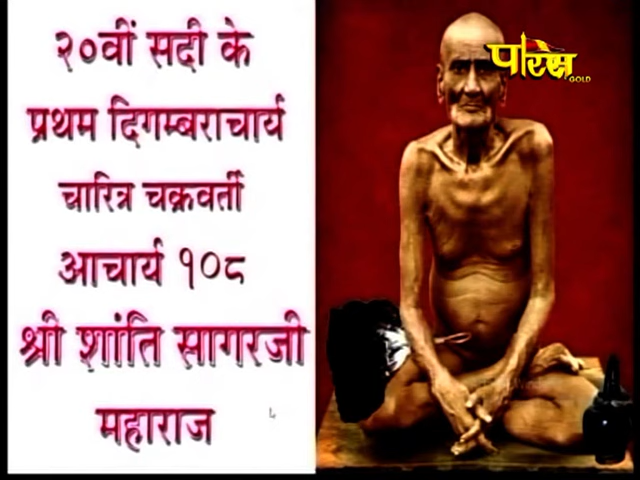 २०वीं सदी के
प्रथम दिगम्बराचार्य
चारित्र चक्रवर्ती
आचार्य १०८
श्री शांति सागरजी
महाराज
पारस
GOLD